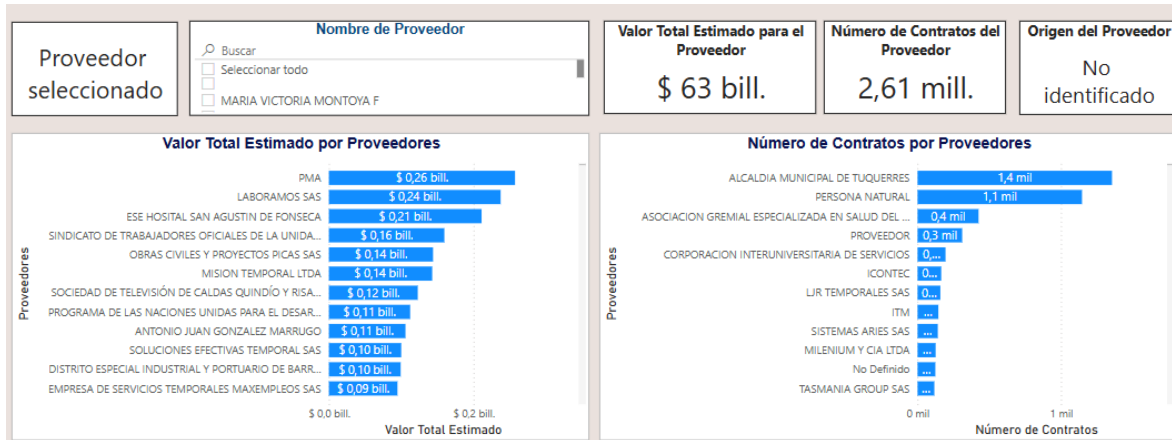 Proveedor
seleccionado
Nombre de Proveedor
Buscar
Seleccionar todo
MARIA VICTORIA MONTOYA F
Valor Total Estimado para el
Proveedor
$ 63 bill.
Número de Contratos del
Proveedor
2,61 mill.
Origen del Proveedor
No
identificado
Valor Total Estimado por Proveedores
Proveedores
PMA $ 0,26 bill.
LABORAMOS SAS $ 0,24 bill.
ESE HOSITAL SAN AGUSTIN DE FONSECA $ 0,21 bill.
SINDICATO DE TRABAJADORES OFICIALES DE LA UNIDA... $ 0,16 bill.
OBRAS CIVILES Y PROYECTOS PICAS SAS $ 0,14 bill.
MISION TEMPORAL LTDA $ 0,14 bill.
SOCIEDAD DE TELEVISIÓN DE CALDAS QUINDÍO Y RISA... $ 0,12 bill.
PROGRAMA DE LAS NACIONES UNIDAS PARA EL DESAR... $ 0,11 bill.
ANTONIO JUAN GONZALEZ MARRUGO $ 0,11 bill.
SOLUCIONES EFECTIVAS TEMPORAL SAS $ 0,10 bill.
DISTRITO ESPECIAL INDUSTRIAL Y PORTUARIO DE BARR... $ 0,10 bill.
EMPRESA DE SERVICIOS TEMPORALES MAXEMPLEOS SAS $ 0,09 bill.
$ 0,0 bill. $ 0,2 bill.
Valor Total Estimado
Número de Contratos por Proveedores
Proveedores
ALCALDIA MUNICIPAL DE TUQUERRES 1,4 mil
PERSONA NATURAL 1,1 mil
ASOCIACION GREMIAL ESPECIALIZADA EN SALUD DEL ... 0,4 mil
PROVEEDOR 0,3 mil
CORPORACION INTERUNIVERSITARIA DE SERVICIOS 0,...
ICONTEC 0...
LJR TEMPORALES SAS 0...
ITM ...
SISTEMAS ARIES SAS ...
MILENIUM Y CIA LTDA ...
No Definido ...
TASMANIA GROUP SAS ...
0 mil 1 mil
Número de Contratos